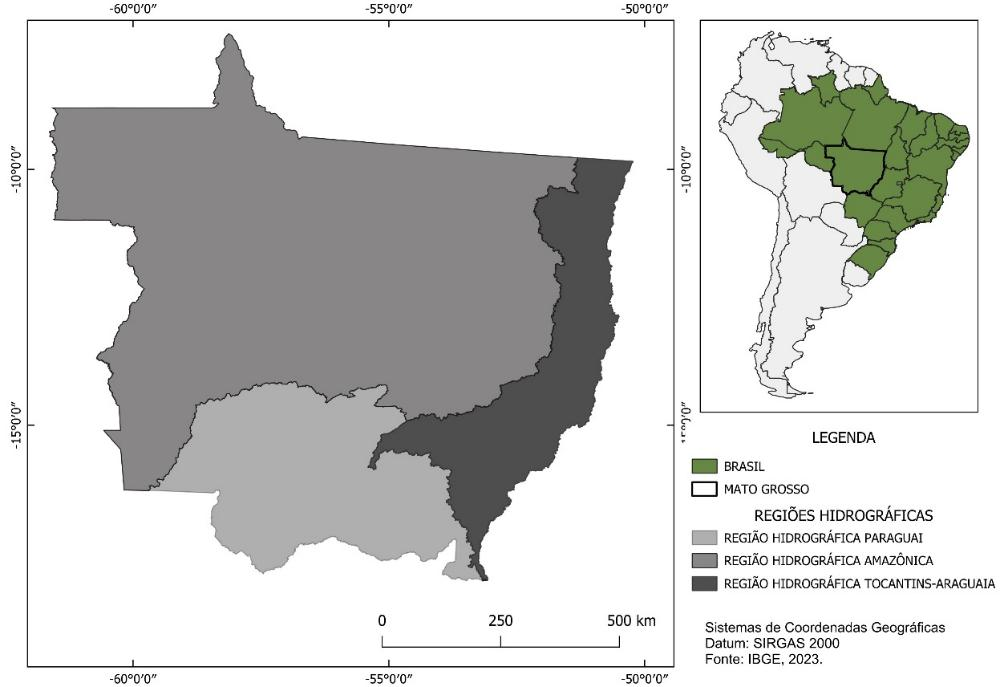 -60°0'0″ -55°0'0″ -50°0'0″
-10°0'0″ -10°0'0″
-15°0'0″
LEGENDA
BRASIL
MATO GROSSO
REGIÕES HIDROGRÁFICAS
REGIÃO HIDROGRÁFICA PARAGUAI
REGIÃO HIDROGRÁFICA AMAZÔNICA
REGIÃO HIDROGRÁFICA TOCANTINS-ARAGUAIA
0 250 500 km
Sistemas de Coordenadas Geográficas
Datum: SIRGAS 2000
Fonte: IBGE, 2023.
-60°0'0″ -55°0'0″ -50°0'0″